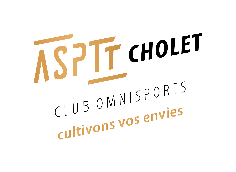 ASPTT CHOLET
CLUB OMNISPORTS
cultivons vos envies